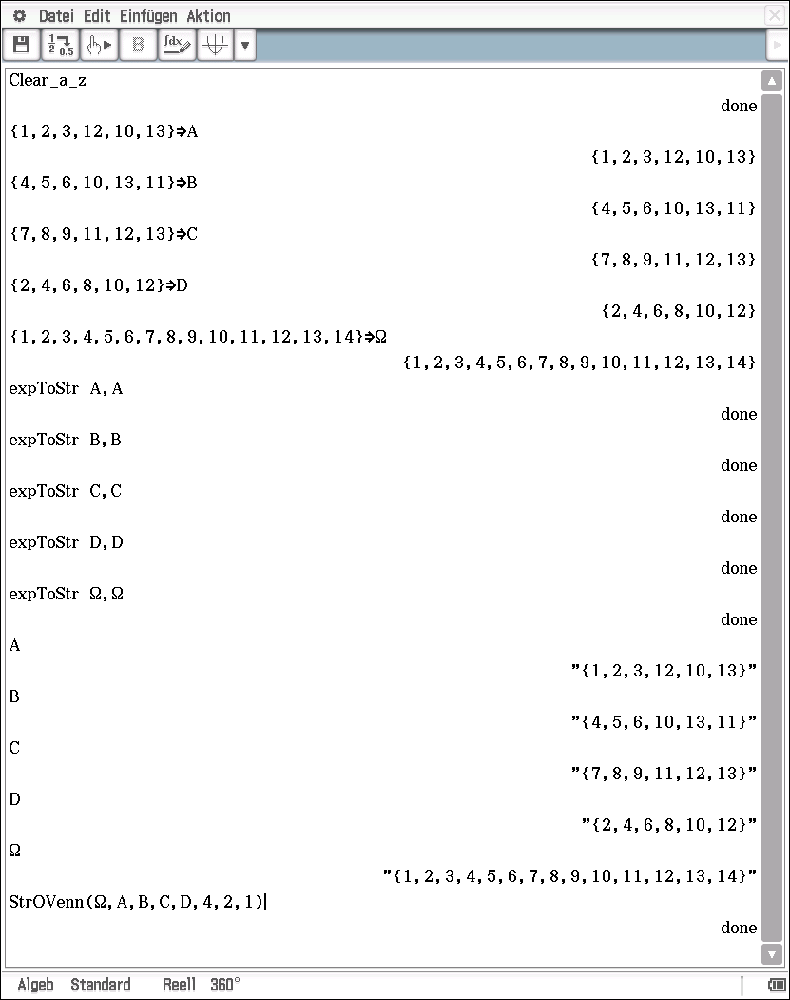 Datei Edit Einfügen Aktion
1 2 0.5 B ∫dx
Clear_a_z
done
{1,2,3,12,10,13}⇒A
{1,2,3,12,10,13}
{4,5,6,10,13,11}⇒B
{4,5,6,10,13,11}
{7,8,9,11,12,13}⇒C
{7,8,9,11,12,13}
{2,4,6,8,10,12}⇒D
{2,4,6,8,10,12}
{1,2,3,4,5,6,7,8,9,10,11,12,13,14}⇒Ω
{1,2,3,4,5,6,7,8,9,10,11,12,13,14}
expToStr A,A
done
expToStr B,B
done
expToStr C,C
done
expToStr D,D
done
expToStr Ω,Ω
done
A
"{1,2,3,12,10,13}"
B
"{4,5,6,10,13,11}"
C
"{7,8,9,11,12,13}"
D
"{2,4,6,8,10,12}"
Ω
"{1,2,3,4,5,6,7,8,9,10,11,12,13,14}"
StrOVenn(Ω,A,B,C,D,4,2,1)
done
Algeb Standard Reell 360°